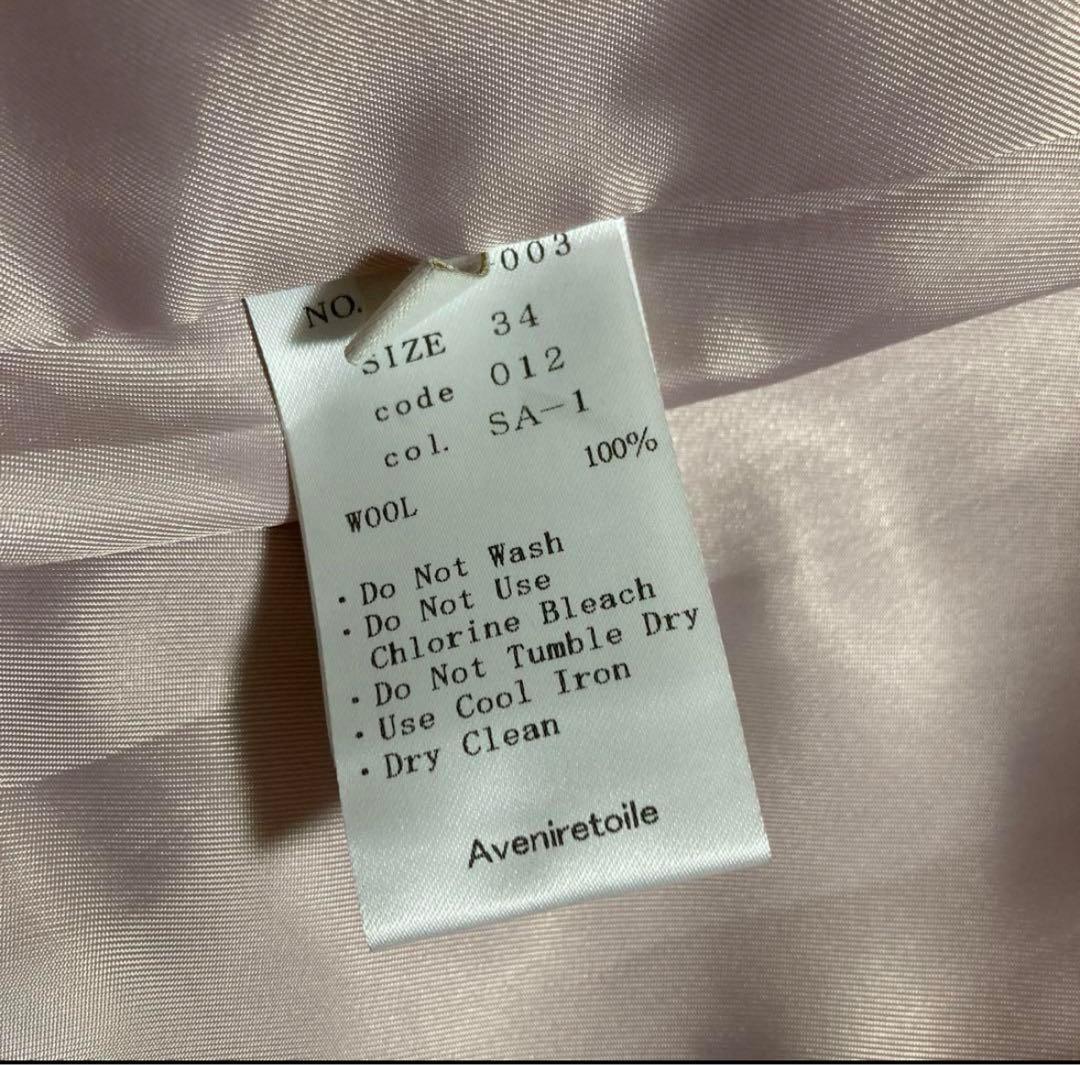 NO. -003
SIZE 34
code 012
col. SA-1
100%
WOOL
・Do Not Wash
・Do Not Use
Chlorine Bleach
・Do Not Tumble Dry
・Use Cool Iron
・Dry Clean
Aveniretoile